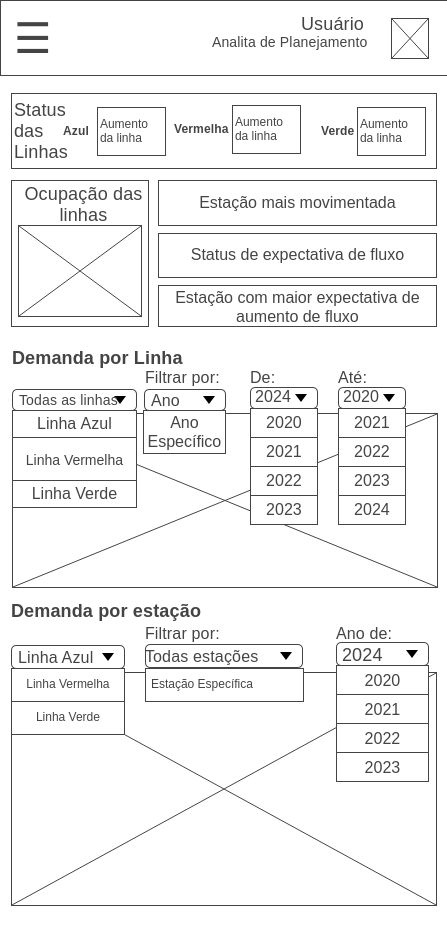 Usuário
Analita de Planejamento
Status
das
Linhas
Azul
Aumento
da linha
Vermelha
Aumento
da linha
Verde
Aumento
da linha
Ocupação das
linhas
Estação mais movimentada
Status de expectativa de fluxo
Estação com maior expectativa de
aumento de fluxo
Demanda por Linha
Filtrar por:
De:
Até:
Todas as linhas
Ano
2024
2020
Linha Azul
Linha Vermelha
Linha Verde
Ano
Específico
2020
2021
2022
2023
2021
2022
2023
2024
Demanda por estação
Filtrar por:
Ano de:
Linha Azul
Todas estações
2024
Linha Vermelha
Linha Verde
Estação Específica
2020
2021
2022
2023